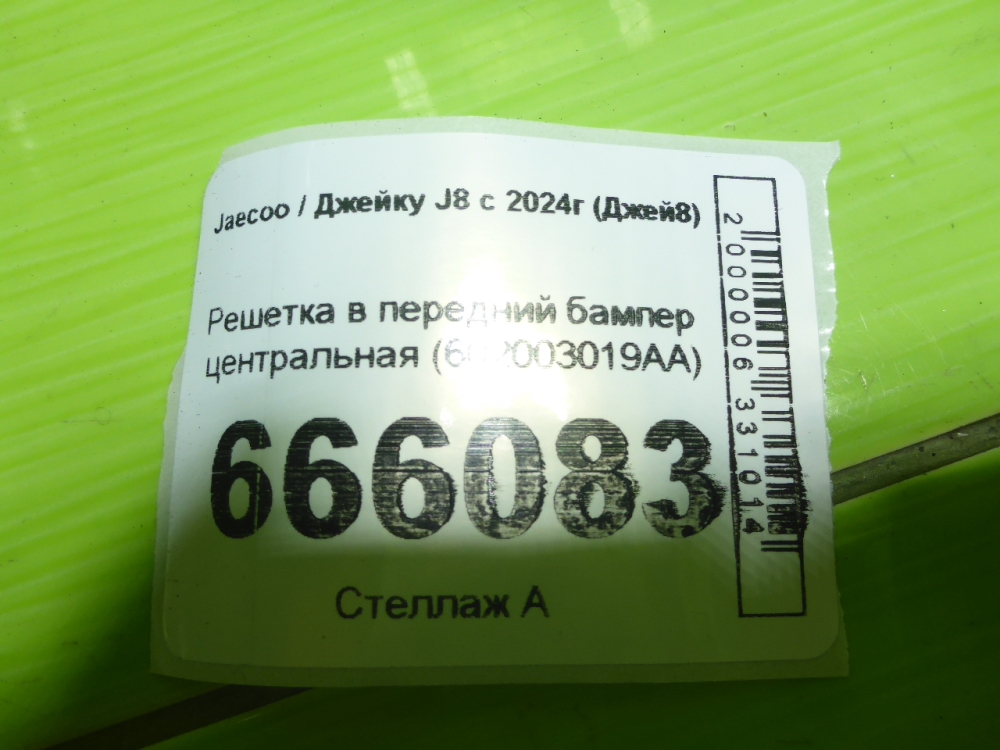 Jaecoo / Джейку J8 с 2024г (Джей8)
Решетка в передний бампер
центральная
666083
Стеллаж А
2000006331014